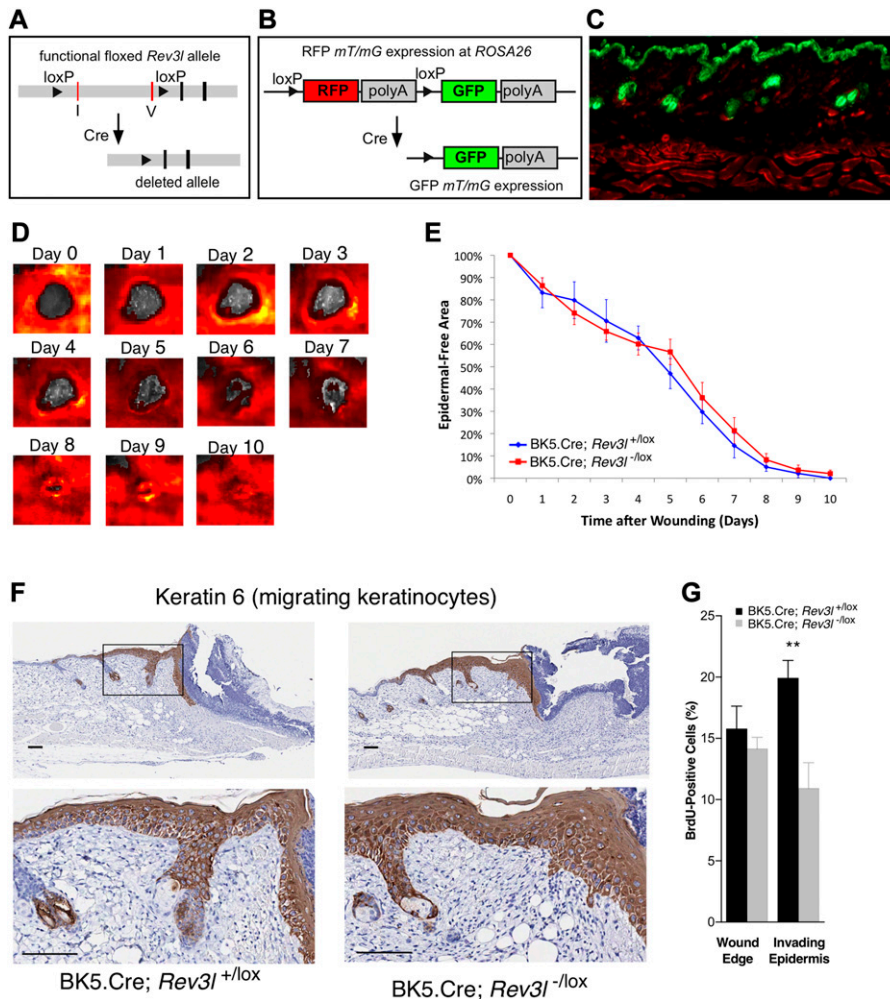 A
functional floxed Rev3l allele
loxP loxP
I V
Cre
deleted allele
B
RFP mT/mG expression at ROSA26
loxP loxP
RFP polyA GFP polyA
Cre
GFP polyA
GFP mT/mG expression
C
D
Day 0 Day 1 Day 2 Day 3
Day 4 Day 5 Day 6 Day 7
Day 8 Day 9 Day 10
E
Epidermal-Free Area
100%
90%
80%
70%
60%
50%
40%
30%
20%
10%
0%
BK5.Cre; Rev3l +/lox
BK5.Cre; Rev3l -/lox
0 1 2 3 4 5 6 7 8 9 10
Time after Wounding (Days)
F
Keratin 6 (migrating keratinocytes)
BK5.Cre; Rev3l +/lox
BK5.Cre; Rev3l -/lox
G
BK5.Cre; Rev3l +/lox
BK5.Cre; Rev3l -/lox
BrdU-Positive Cells (%)
25
20
15
10
5
0
**
Wound Edge
Invading Epidermis